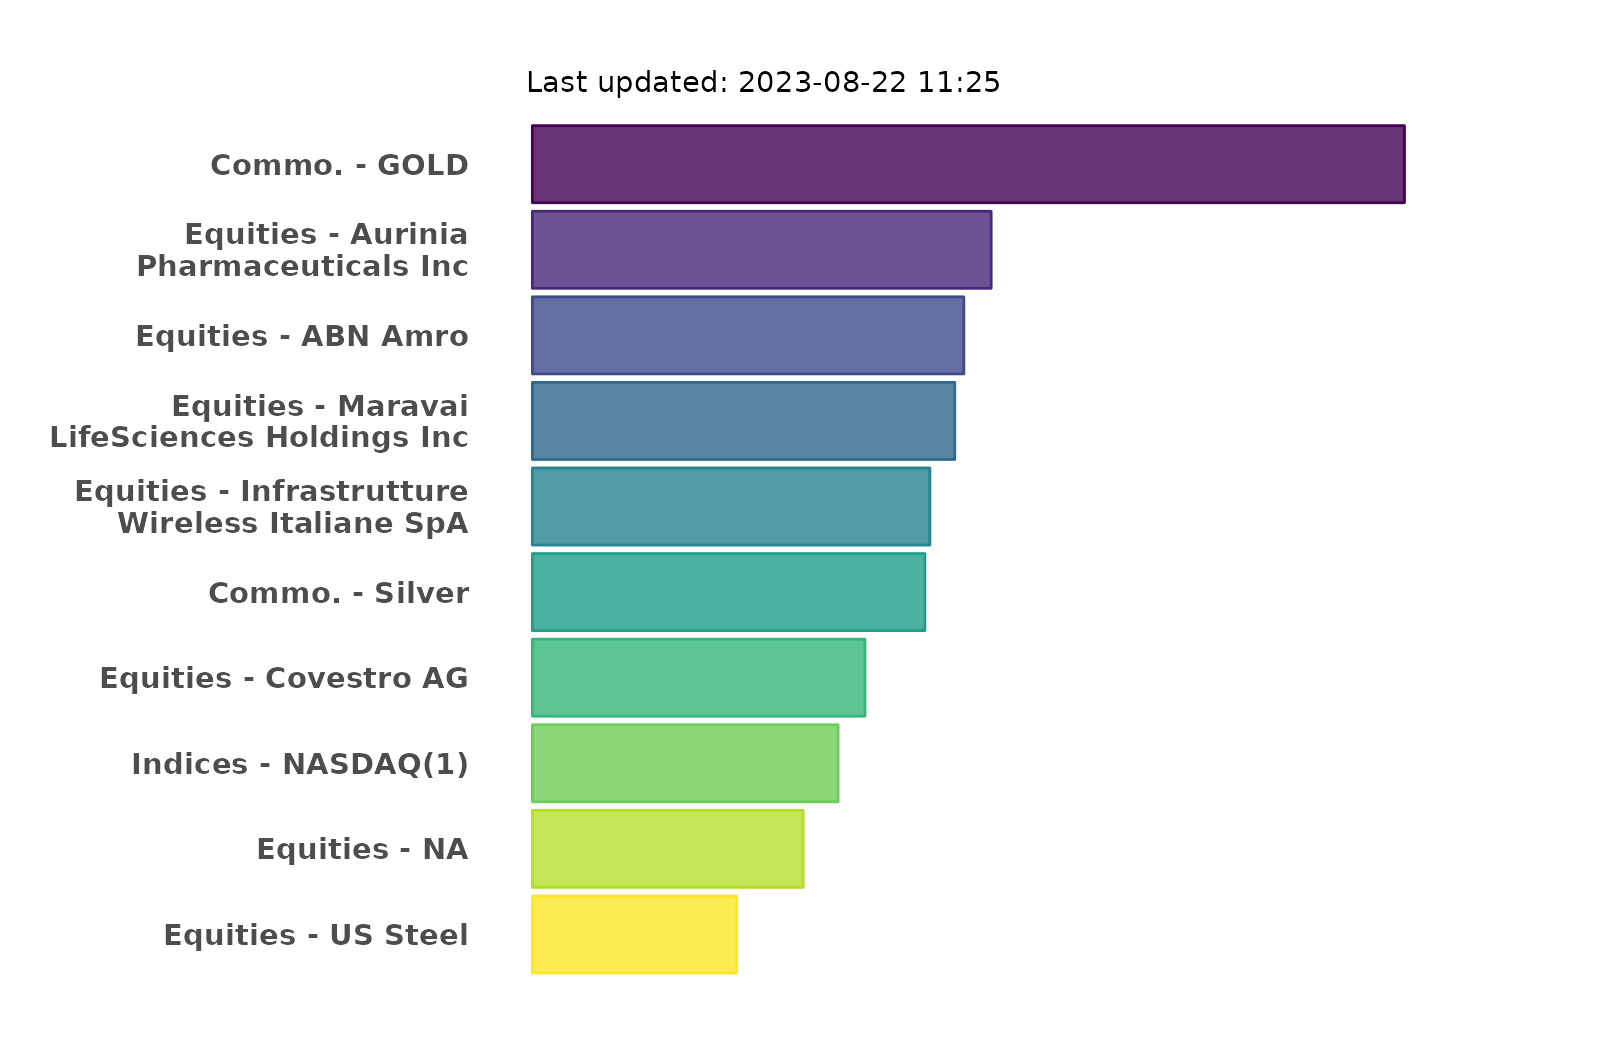 Last updated: 2023-08-22 11:25
Commo. - GOLD
Equities - Aurinia
Pharmaceuticals Inc
Equities - ABN Amro
Equities - Maravai
LifeSciences Holdings Inc
Equities - Infrastrutture
Wireless Italiane SpA
Commo. - Silver
Equities - Covestro AG
Indices - NASDAQ(1)
Equities - NA
Equities - US Steel